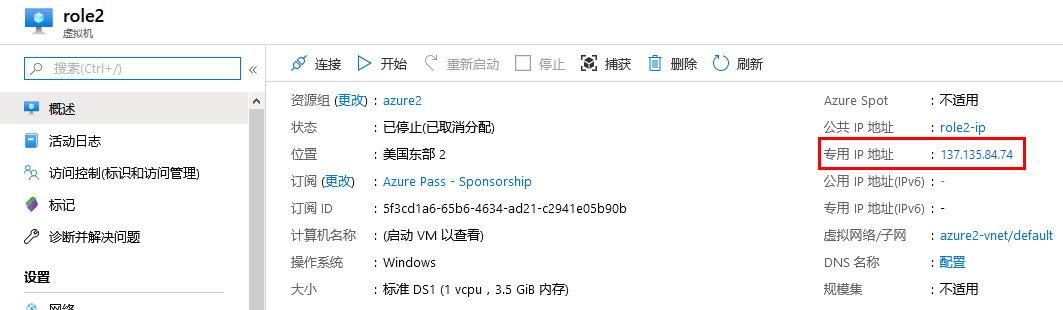 role2
虚拟机
搜索(Ctrl+/)
«
概述
活动日志
访问控制(标识和访问管理)
标记
诊断并解决问题
设置
网络
连接 开始 重新启动 停止 捕获 删除 刷新
资源组 (更改) : azure2
状态 : 已停止(已取消分配)
位置 : 美国东部 2
订阅 (更改) : Azure Pass - Sponsorship
订阅 ID : 5f3cd1a6-65b6-4634-ad21-c2941e05b90b
计算机名称 : (启动 VM 以查看)
操作系统 : Windows
大小 : 标准 DS1 (1 vcpu，3.5 GiB 内存)
Azure Spot : 不适用
公共 IP 地址 : role2-ip
专用 IP 地址 : 137.135.84.74
公用 IP 地址(IPv6) : -
专用 IP 地址(IPv6) : -
虚拟网络/子网 : azure2-vnet/default
DNS 名称 : 配置
规模集 : 不适用